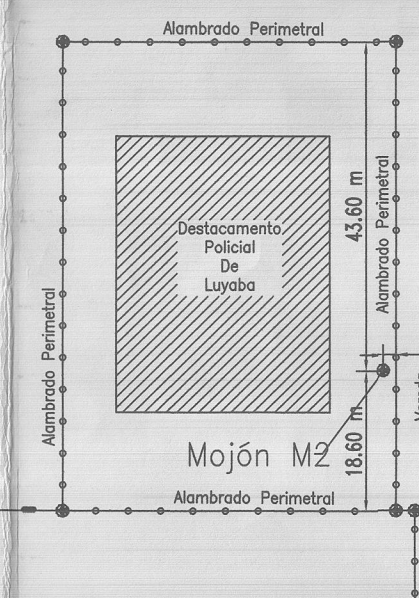 Alambrado Perimetral
43.60 m
Alambrado Perimetral
Destacamento
Policial
De
Luyaba
Alambrado Perimetral
18.60 m
Mojón M2
Alambrado Perimetral